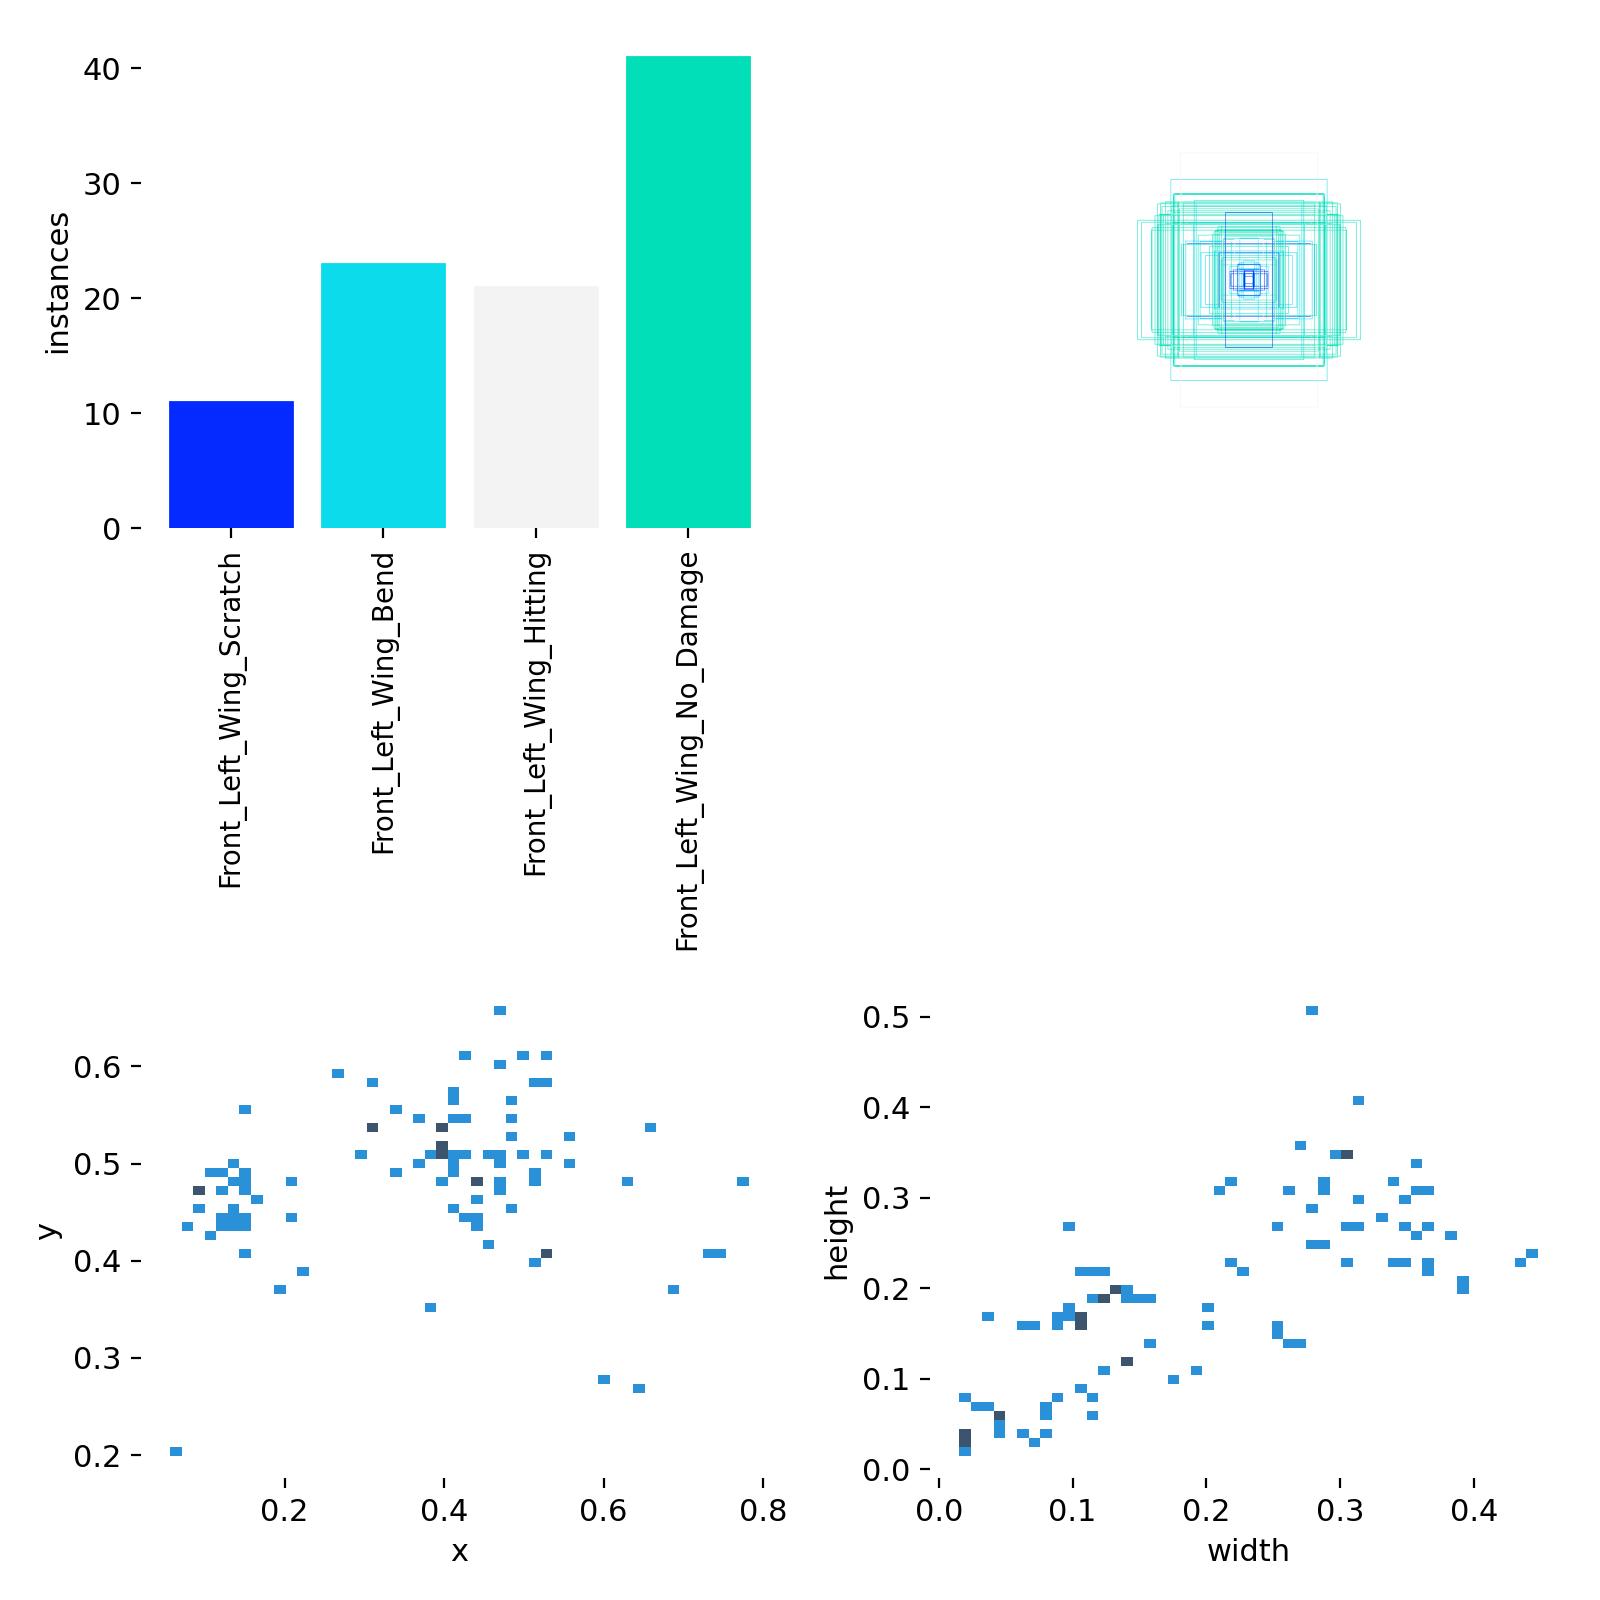 40
30
20
10
0
instances
Front_Left_Wing_Scratch
Front_Left_Wing_Bend
Front_Left_Wing_Hitting
Front_Left_Wing_No_Damage
0.6
0.5
0.4
0.3
0.2
y
0.2 0.4 0.6 0.8
x
0.5
0.4
0.3
0.2
0.1
0.0
height
0.0 0.1 0.2 0.3 0.4
width